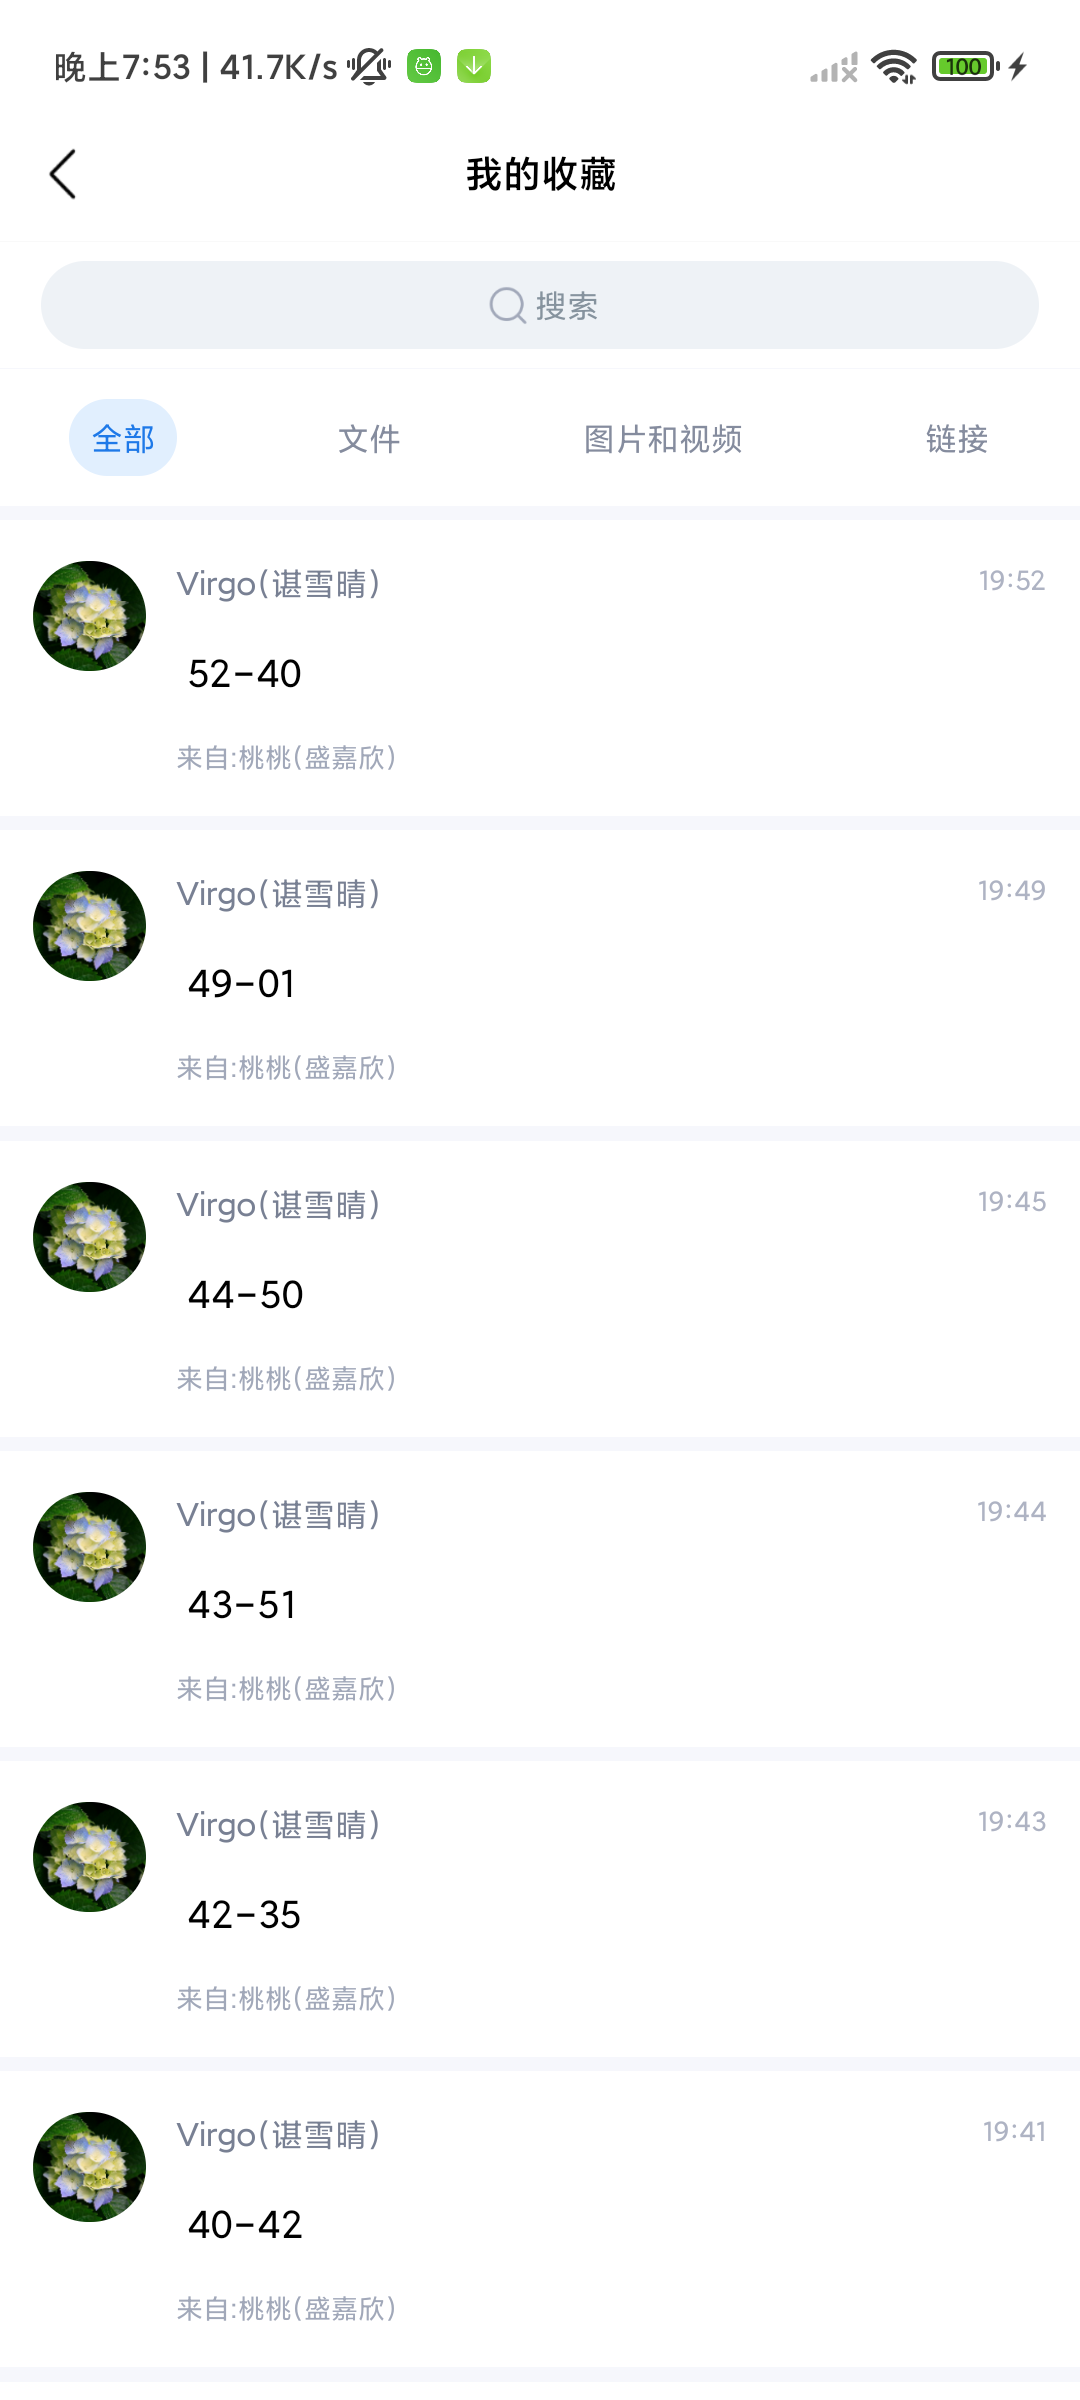 晚上7:53 | 41.7K/s
100
我的收藏
搜索
全部 文件 图片和视频 链接
Virgo(谌雪晴) 19:52
52-40
来自:桃桃(盛嘉欣)
Virgo(谌雪晴) 19:49
49-01
来自:桃桃(盛嘉欣)
Virgo(谌雪晴) 19:45
44-50
来自:桃桃(盛嘉欣)
Virgo(谌雪晴) 19:44
43-51
来自:桃桃(盛嘉欣)
Virgo(谌雪晴) 19:43
42-35
来自:桃桃(盛嘉欣)
Virgo(谌雪晴) 19:41
40-42
来自:桃桃(盛嘉欣)